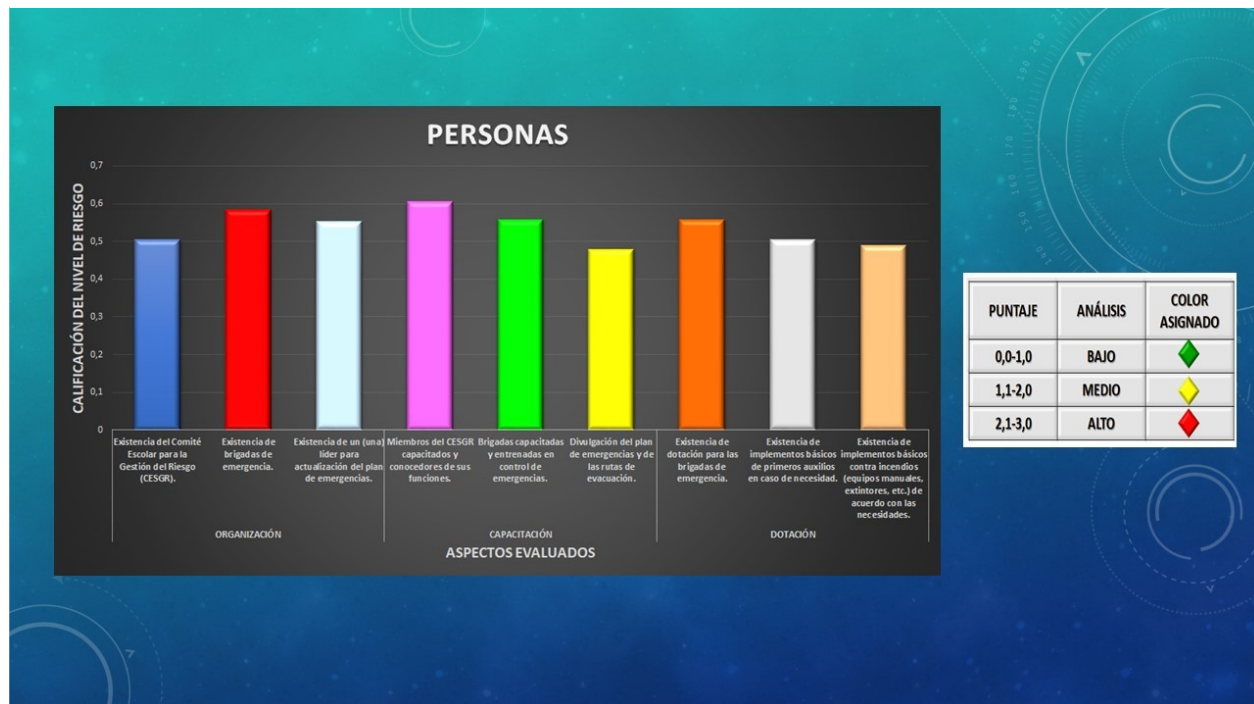 PERSONAS
CALIFICACIÓN DEL NIVEL DE RIESGO
0,7
0,6
0,5
0,4
0,3
0,2
0,1
0
Existencia del Comité
Escolar para la
Gestión del Riesgo
(CESGR).
Existencia de
brigadas de
emergencia.
Existencia de un (una)
líder para
actualización del plan
de emergencias.
Miembros del CESGR
capacitados y
conocedores de sus
funciones.
Brigadas capacitadas
y entrenadas en
control de
emergencias.
Divulgación del plan
de emergencias y de
las rutas de
evacuación.
Existencia de
dotación para las
brigadas de
emergencia.
Existencia de
implementos básicos
de primeros auxilios
en caso de necesidad.
Existencia de
implementos básicos
contra incendios
(equipos manuales,
extintores, etc.) de
acuerdo con las
necesidades.
ORGANIZACIÓN
CAPACITACIÓN
DOTACIÓN
ASPECTOS EVALUADOS
PUNTAJE ANÁLISIS COLOR
ASIGNADO
0,0-1,0 BAJO
1,1-2,0 MEDIO
2,1-3,0 ALTO
150
160
170
180
190
200